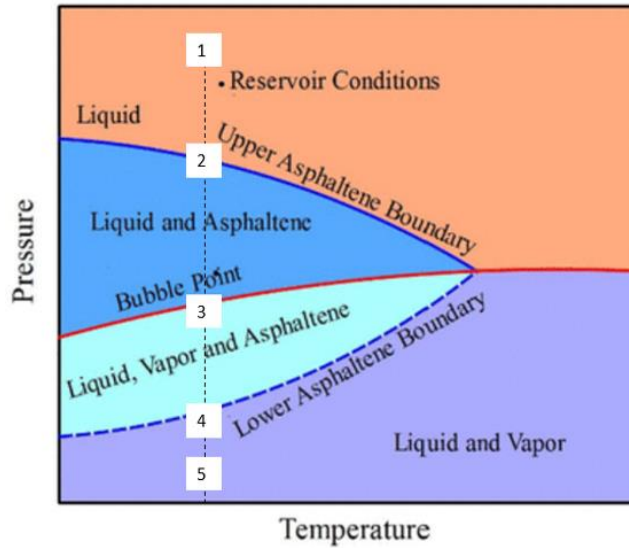 1
Reservoir Conditions
Liquid
Upper Asphaltene Boundary
2
Liquid and Asphaltene
Pressure
Bubble Point
3
Liquid, Vapor and Asphaltene
Lower Asphaltene Boundary
4
Liquid and Vapor
5
Temperature